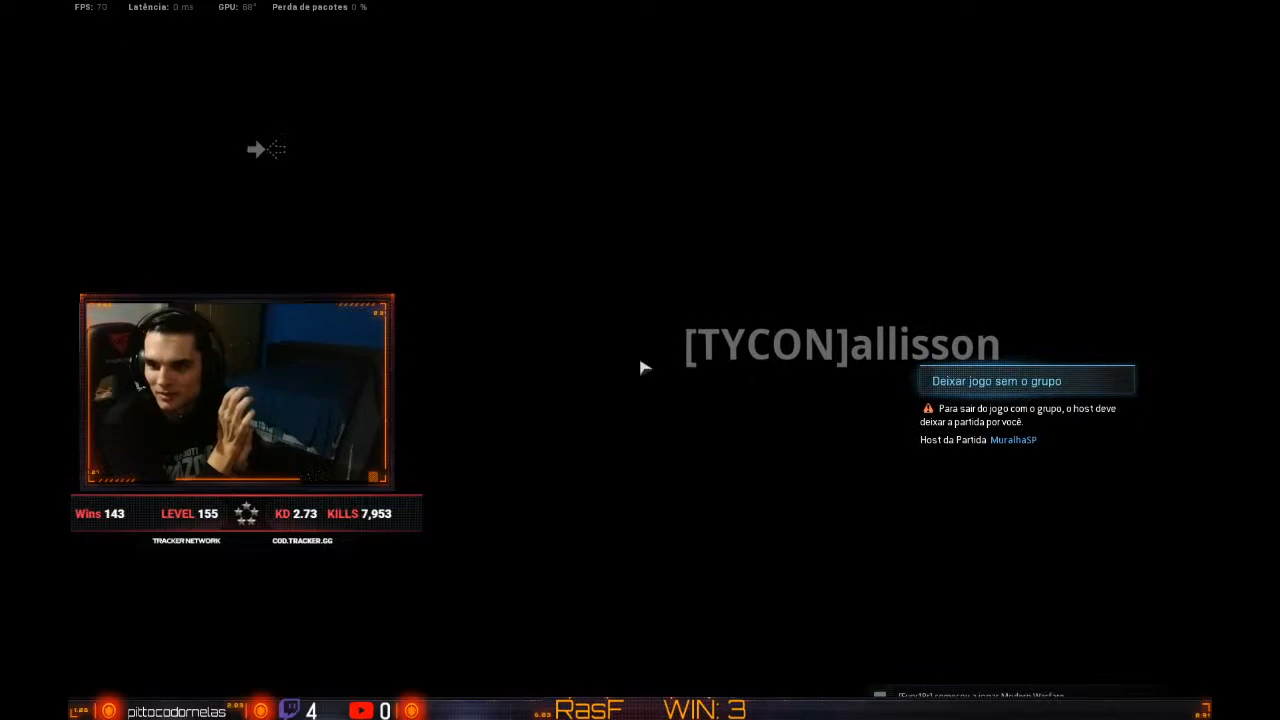 FPS: 70 Latência: 0 ms GPU: 68° Perda de pacotes 0 %
[TYCON]allisson
Deixar jogo sem o grupo
Para sair do jogo com o grupo, o host deve
deixar a partida por você.
Host da Partida MuralhaSP
Wins 143 LEVEL 155 KD 2.73 KILLS 7,953
TRACKER NETWORK COD.TRACKER.GG
pittocodornelas 4 0 RasF WIN: 3